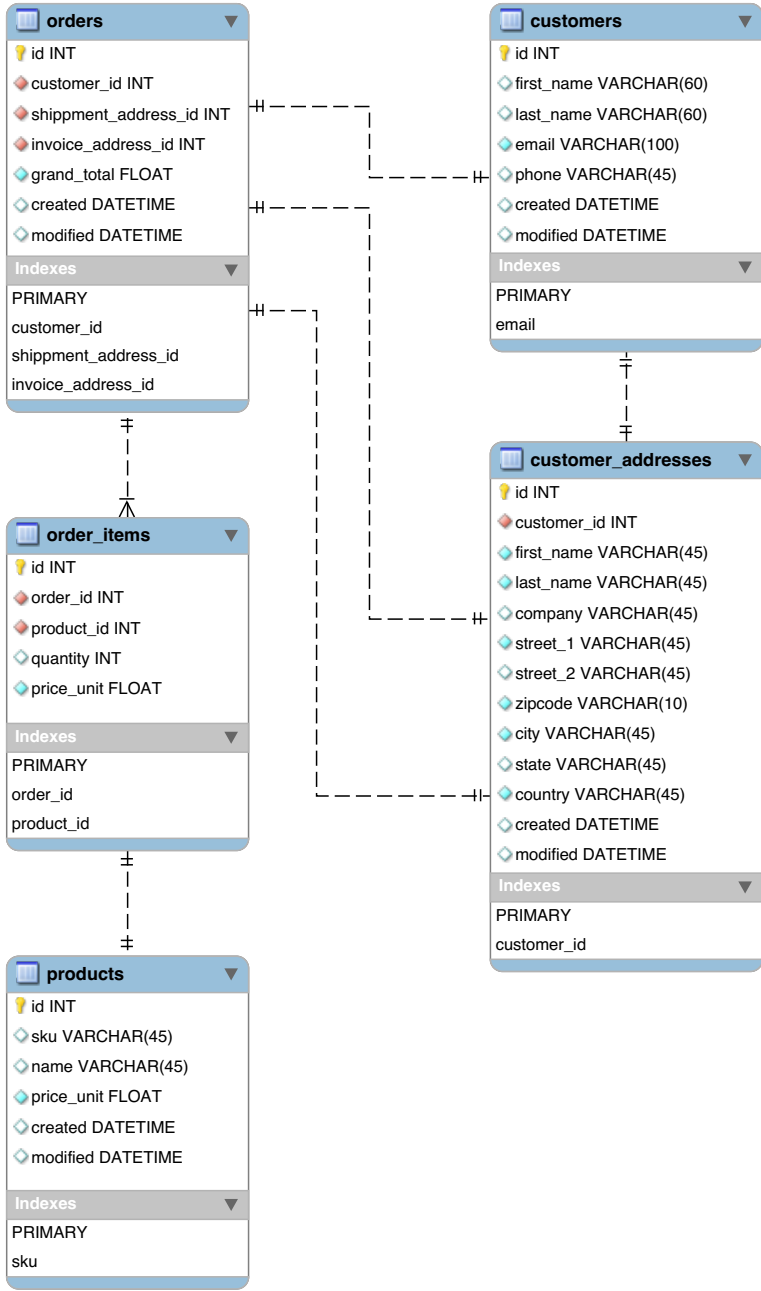 orders
id INT
customer_id INT
shippment_address_id INT
invoice_address_id INT
grand_total FLOAT
created DATETIME
modified DATETIME
Indexes
PRIMARY
customer_id
shippment_address_id
invoice_address_id
customers
id INT
first_name VARCHAR(60)
last_name VARCHAR(60)
email VARCHAR(100)
phone VARCHAR(45)
created DATETIME
modified DATETIME
Indexes
PRIMARY
email
order_items
id INT
order_id INT
product_id INT
quantity INT
price_unit FLOAT
Indexes
PRIMARY
order_id
product_id
customer_addresses
id INT
customer_id INT
first_name VARCHAR(45)
last_name VARCHAR(45)
company VARCHAR(45)
street_1 VARCHAR(45)
street_2 VARCHAR(45)
zipcode VARCHAR(10)
city VARCHAR(45)
state VARCHAR(45)
country VARCHAR(45)
created DATETIME
modified DATETIME
Indexes
PRIMARY
customer_id
products
id INT
sku VARCHAR(45)
name VARCHAR(45)
price_unit FLOAT
created DATETIME
modified DATETIME
Indexes
PRIMARY
sku